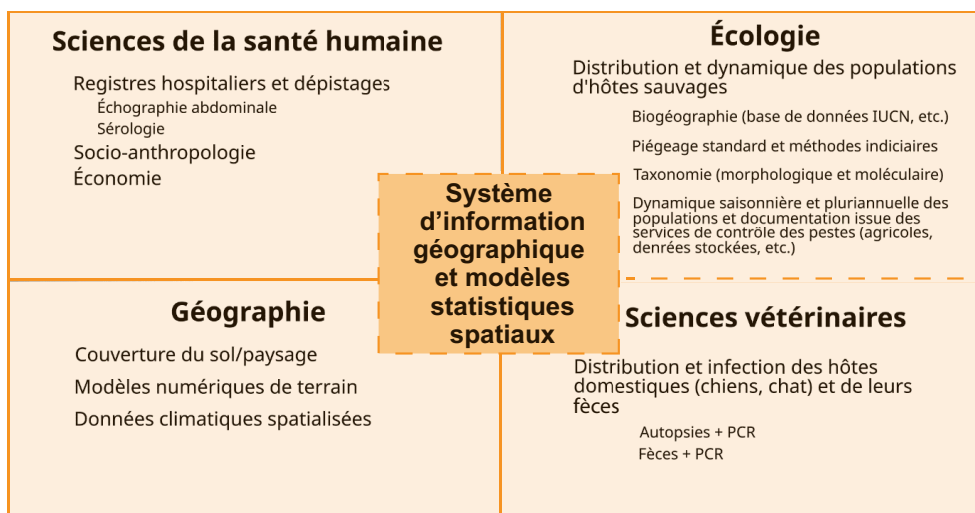 Sciences de la santé humaine
Registres hospitaliers et dépistages
Échographie abdominale
Sérologie
Socio-anthropologie
Économie
Écologie
Distribution et dynamique des populations
d'hôtes sauvages
Biogéographie (base de données IUCN, etc.)
Piégeage standard et méthodes indiciaires
Taxonomie (morphologique et moléculaire)
Dynamique saisonnière et pluriannuelle des
populations et documentation issue des
services de contrôle des pestes (agricoles,
denrées stockées, etc.)
Système
d’information
géographique
et modèles
statistiques
spatiaux
Géographie
Couverture du sol/paysage
Modèles numériques de terrain
Données climatiques spatialisées
Sciences vétérinaires
Distribution et infection des hôtes
domestiques (chiens, chat) et de leurs
fèces
Autopsies + PCR
Fèces + PCR